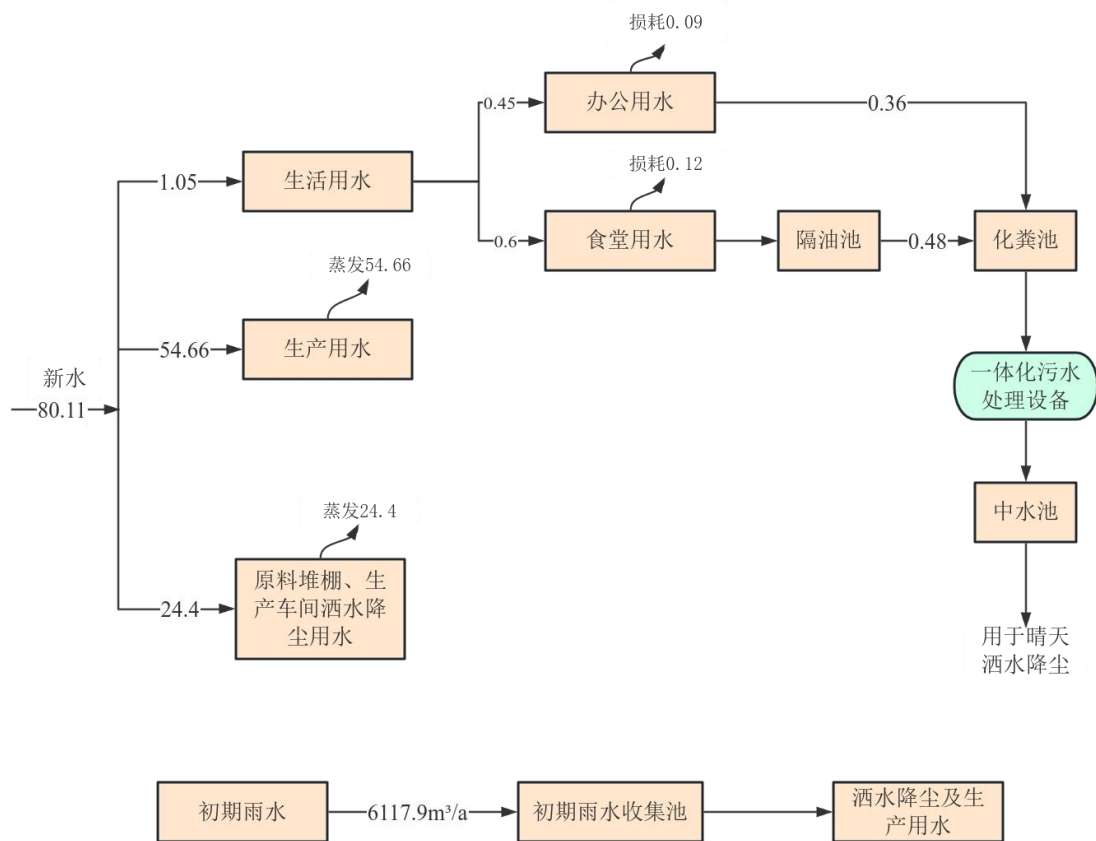 损耗0.09
0.45
办公用水
0.36
1.05
生活用水
损耗0.12
0.6
食堂用水
隔油池
0.48
化粪池
蒸发54.66
54.66
生产用水
新水
80.11
一体化污水
处理设备
蒸发24.4
24.4
原料堆棚、生
产车间洒水降
尘用水
中水池
用于晴天
洒水降尘
初期雨水
6117.9m³/a
初期雨水收集池
洒水降尘及生
产用水